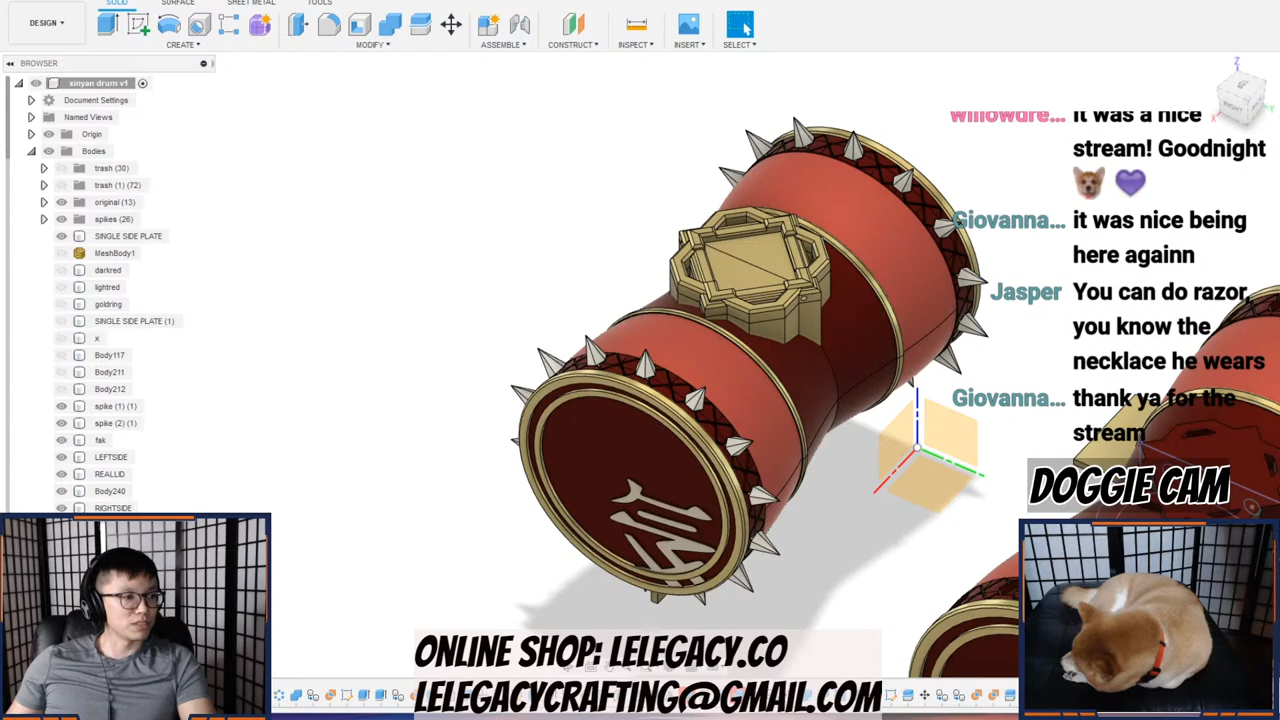 SOLID
SURFACE
SHEET METAL
TOOLS
DESIGN
CREATE
MODIFY
ASSEMBLE
CONSTRUCT
INSPECT
INSERT
SELECT
BROWSER
xinyan drum v1
Document Settings
Named Views
Origin
Bodies
trash (30)
trash (1) (72)
original (13)
spikes (26)
SINGLE SIDE PLATE
MeshBody1
darkred
lightred
goldring
SINGLE SIDE PLATE (1)
x
Body117
Body211
Body212
spike (1) (1)
spike (2) (1)
fak
LEFTSIDE
REALLID
Body240
RIGHTSIDE
Z
RIGHT
willowdre… it was a nice
stream! Goodnight
Giovanna… it was nice being
here againn
Jasper You can do razor,
you know the
necklace he wears
Giovanna… thank ya for the
stream
DOGGIE CAM
ONLINE SHOP: LELEGACY.CO
LELEGACYCRAFTING@GMAIL.COM